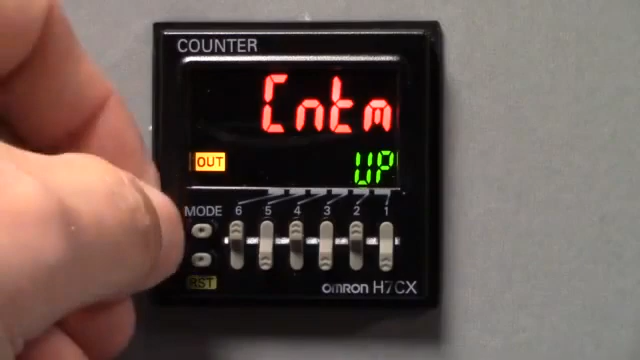 COUNTER
Cntm
OUT
UP
MODE 6 5 4 3 2 1
RST
omron H7CX